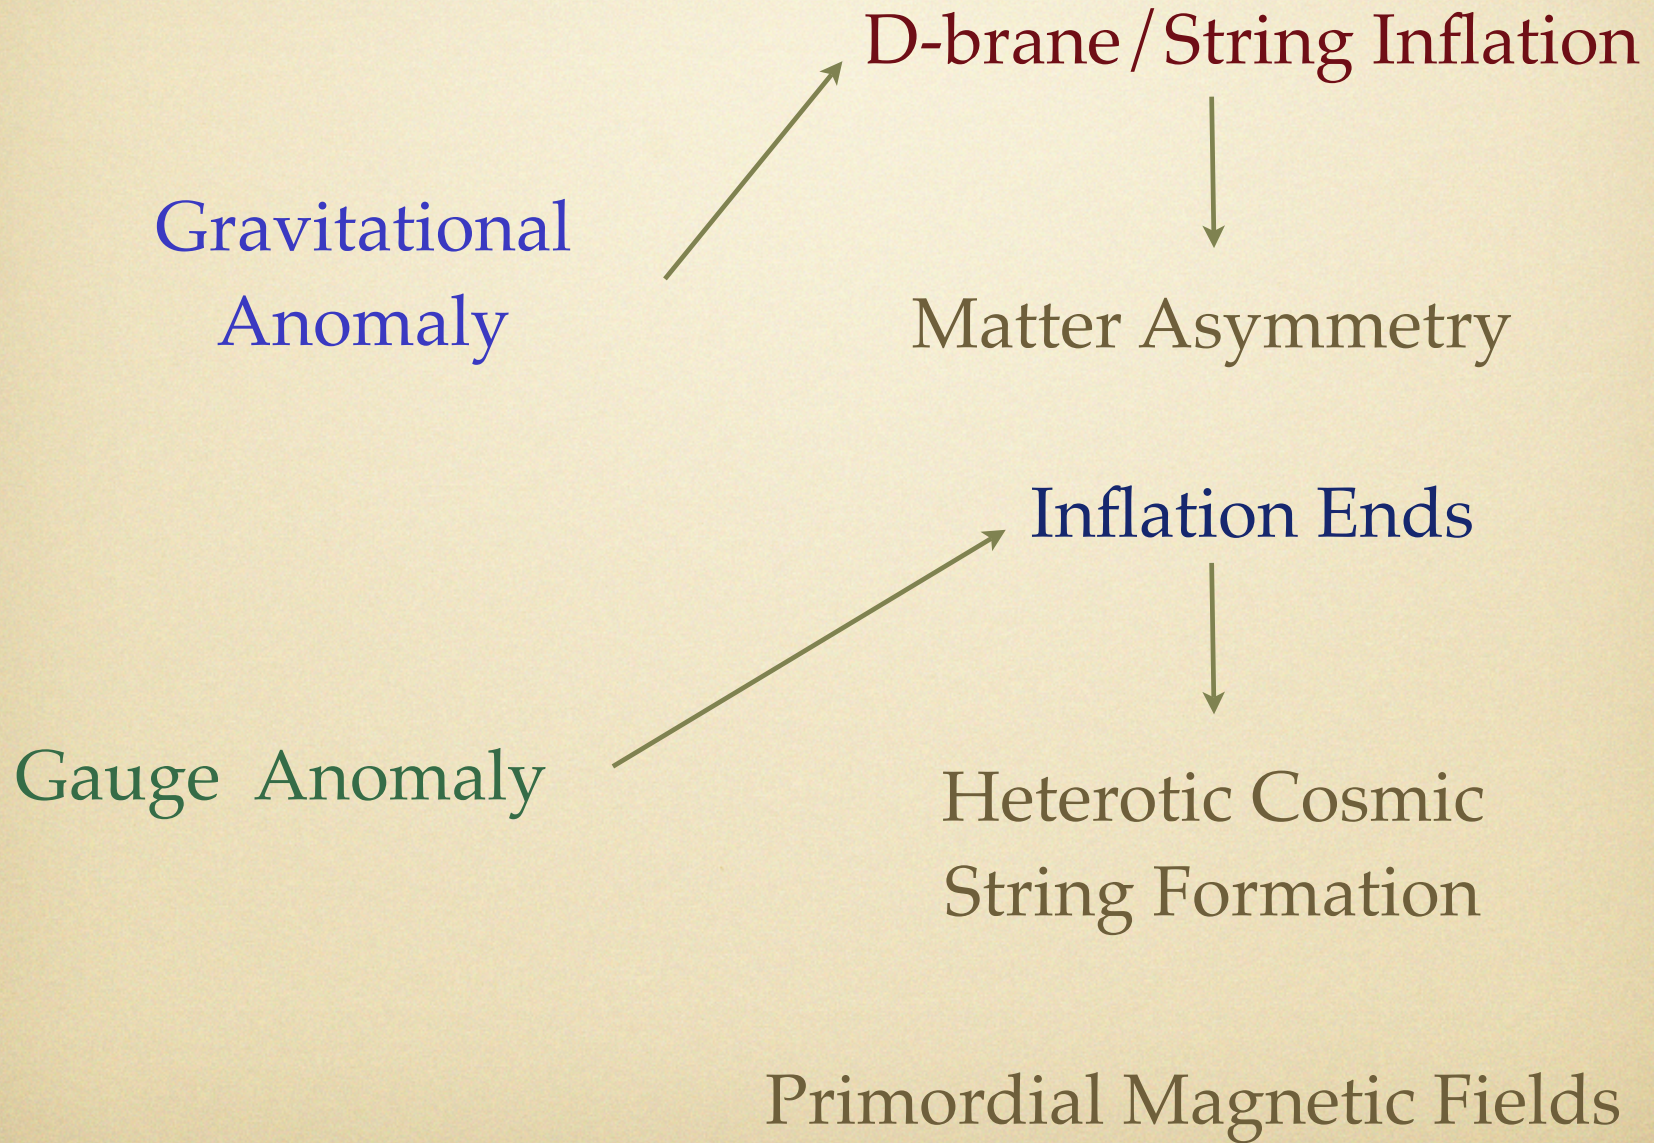 D-brane/String Inflation
Gravitational
Anomaly
Matter Asymmetry
Inflation Ends
Gauge Anomaly
Heterotic Cosmic
String Formation
Primordial Magnetic Fields